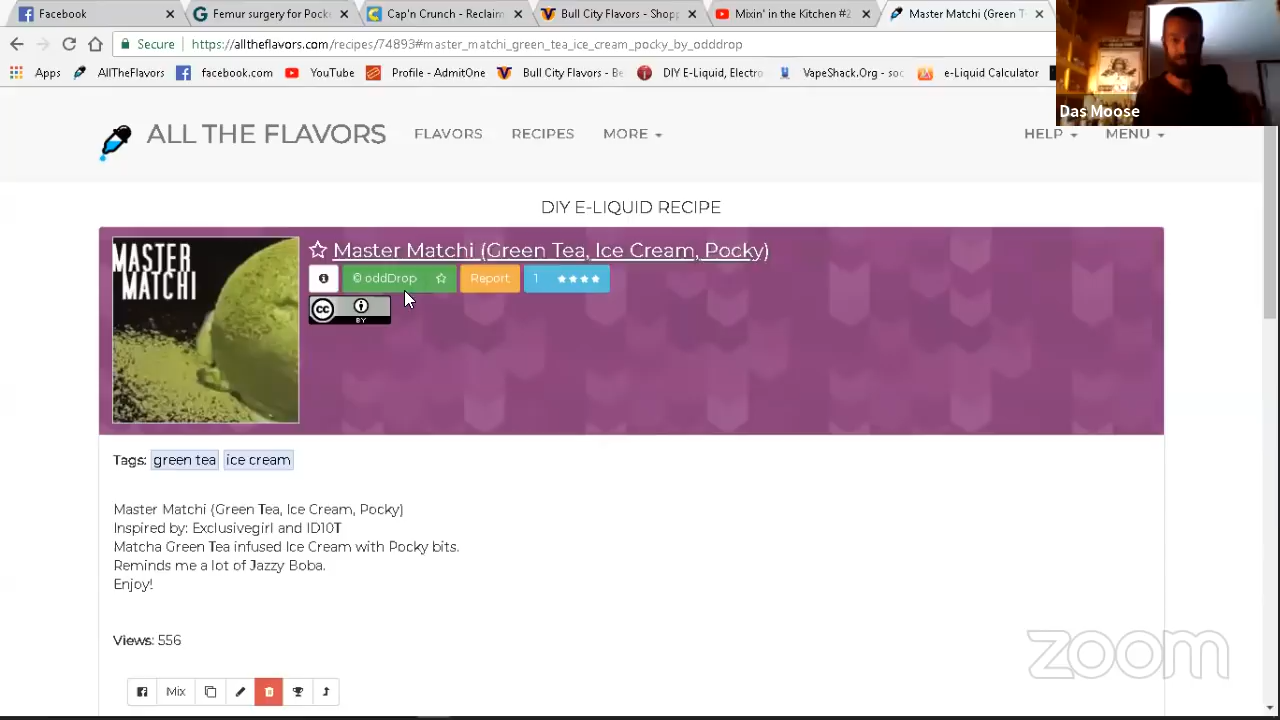 Facebook
Femur surgery for Pock
Cap'n Crunch - Declar
Bull City Flavors - Shop
Mixin' in the Kitchen #2
Master Matchi (Green T
Secure
https://alltheflavors.com/recipes/74893#master_matchi_green_tea_ice_cream_pocky_by_odddrop
Apps
AllTheFlavors
facebook.com
YouTube
Profile - AdmitOne
Bull City Flavors - Be
DIY E-Liquid, Electro
VapeShack.Org - soc
e-Liquid Calculator
Das Moose
ALL THE FLAVORS
FLAVORS
RECIPES
MORE
HELP
MENU
DIY E-LIQUID RECIPE
MASTER
MATCHI
Master Matchi (Green Tea, Ice Cream, Pocky)
© oddDrop
Report
1
CC
BY
Tags: green tea ice cream
Master Matchi (Green Tea, Ice Cream, Pocky)
Inspired by: Exclusivegirl and ID10T
Matcha Green Tea infused Ice Cream with Pocky bits.
Reminds me a lot of Jazzy Boba.
Enjoy!
Views: 556
Mix
zoom